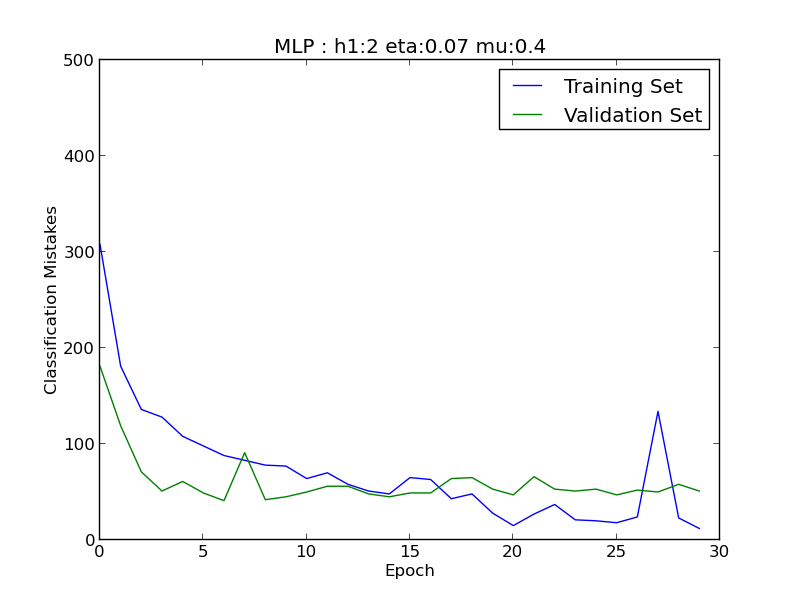 MLP : h1:2 eta:0.07 mu:0.4
500
400
300
200
100
0
Classification Mistakes
Training Set
Validation Set
0 5 10 15 20 25 30
Epoch